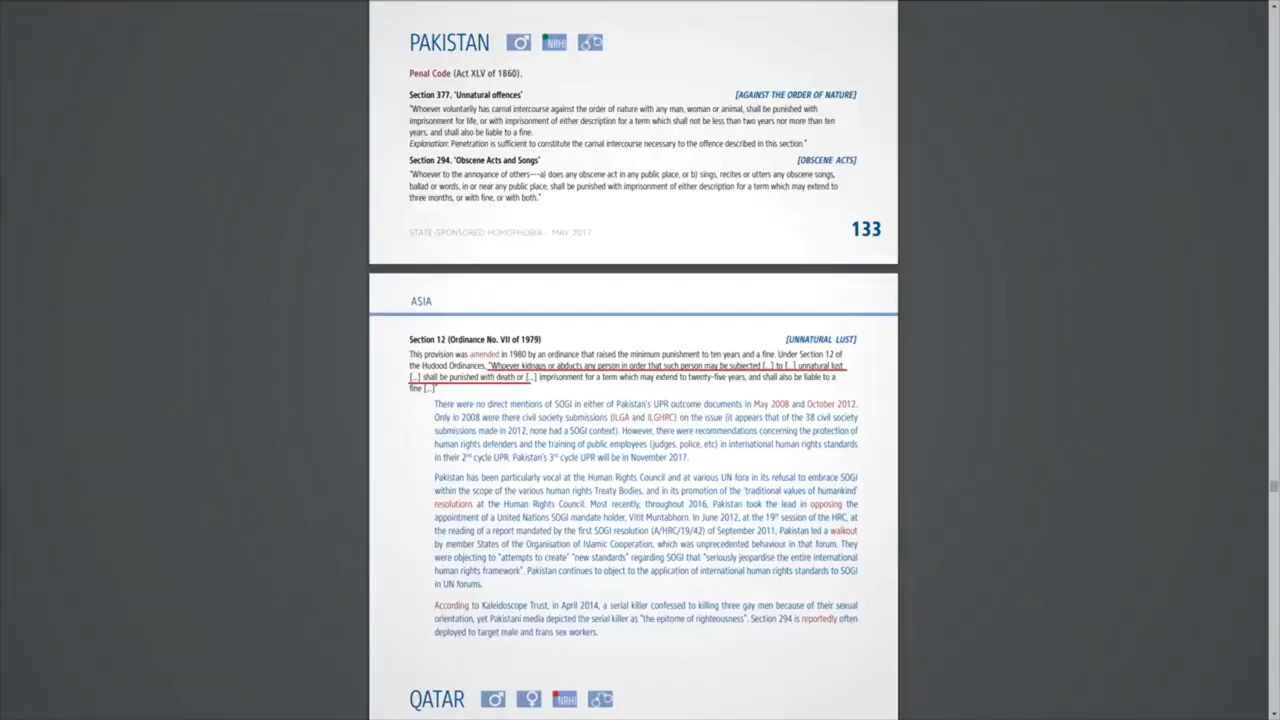 PAKISTAN NRHI
Penal Code (Act XLV of 1860).
Section 377. 'Unnatural offences' [AGAINST THE ORDER OF NATURE]
"Whoever voluntarily has carnal intercourse against the order of nature with any man, woman or animal, shall be punished with
imprisonment for life, or with imprisonment of either description for a term which shall not be less than two years nor more than ten
years, and shall also be liable to a fine.
Explanation: Penetration is sufficient to constitute the carnal intercourse necessary to the offence described in this section."
Section 294. 'Obscene Acts and Songs' [OBSCENE ACTS]
"Whoever to the annoyance of others---a) does any obscene act in any public place, or b) sings, recites or utters any obscene songs,
ballad or words, in or near any public place, shall be punished with imprisonment of either description for a term which may extend to
three months, or with fine, or with both."
STATE-SPONSORED HOMOPHOBIA - MAY 2017 133
ASIA
Section 12 (Ordinance No. VII of 1979) [UNNATURAL LUST]
This provision was amended in 1980 by an ordinance that raised the minimum punishment to ten years and a fine. Under Section 12 of
the Hudood Ordinances, "Whoever kidnaps or abducts any person in order that such person may be subjected [...] to [...] unnatural lust
[...] shall be punished with death or [...] imprisonment for a term which may extend to twenty-five years, and shall also be liable to a
fine [...]"
There were no direct mentions of SOGI in either of Pakistan's UPR outcome documents in May 2008 and October 2012.
Only in 2008 were there civil society submissions (ILGA and ILGHRC) on the issue (it appears that of the 38 civil society
submissions made in 2012, none had a SOGI context). However, there were recommendations concerning the protection of
human rights defenders and the training of public employees (judges, police, etc) in international human rights standards
in their 2nd cycle UPR. Pakistan's 3rd cycle UPR will be in November 2017.
Pakistan has been particularly vocal at the Human Rights Council and at various UN fora in its refusal to embrace SOGI
within the scope of the various human rights Treaty Bodies, and in its promotion of the 'traditional values of humankind'
resolutions at the Human Rights Council. Most recently, throughout 2016, Pakistan took the lead in opposing the
appointment of a United Nations SOGI mandate holder, Vitit Muntabhorn. In June 2012, at the 19th session of the HRC, at
the reading of a report mandated by the first SOGI resolution (A/HRC/19/42) of September 2011, Pakistan led a walkout
by member States of the Organisation of Islamic Cooperation, which was unprecedented behaviour in that forum. They
were objecting to "attempts to create" "new standards" regarding SOGI that "seriously jeopardise the entire international
human rights framework". Pakistan continues to object to the application of international human rights standards to SOGI
in UN forums.
According to Kaleidoscope Trust, in April 2014, a serial killer confessed to killing three gay men because of their sexual
orientation, yet Pakistani media depicted the serial killer as "the epitome of righteousness". Section 294 is reportedly often
deployed to target male and trans sex workers.
QATAR NRHI